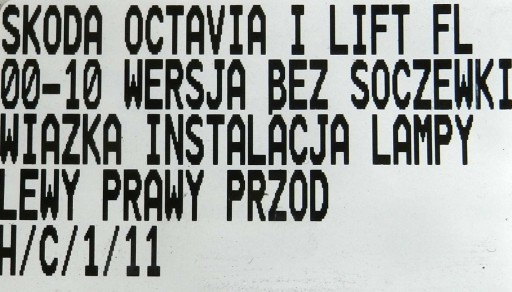 SKODA OCTAVIA I LIFT FL
00-10 WERSJA BEZ SOCZEWKI
WIAZKA INSTALACJA LAMPY
LEWY PRAWY PRZOD
H/C/1/11